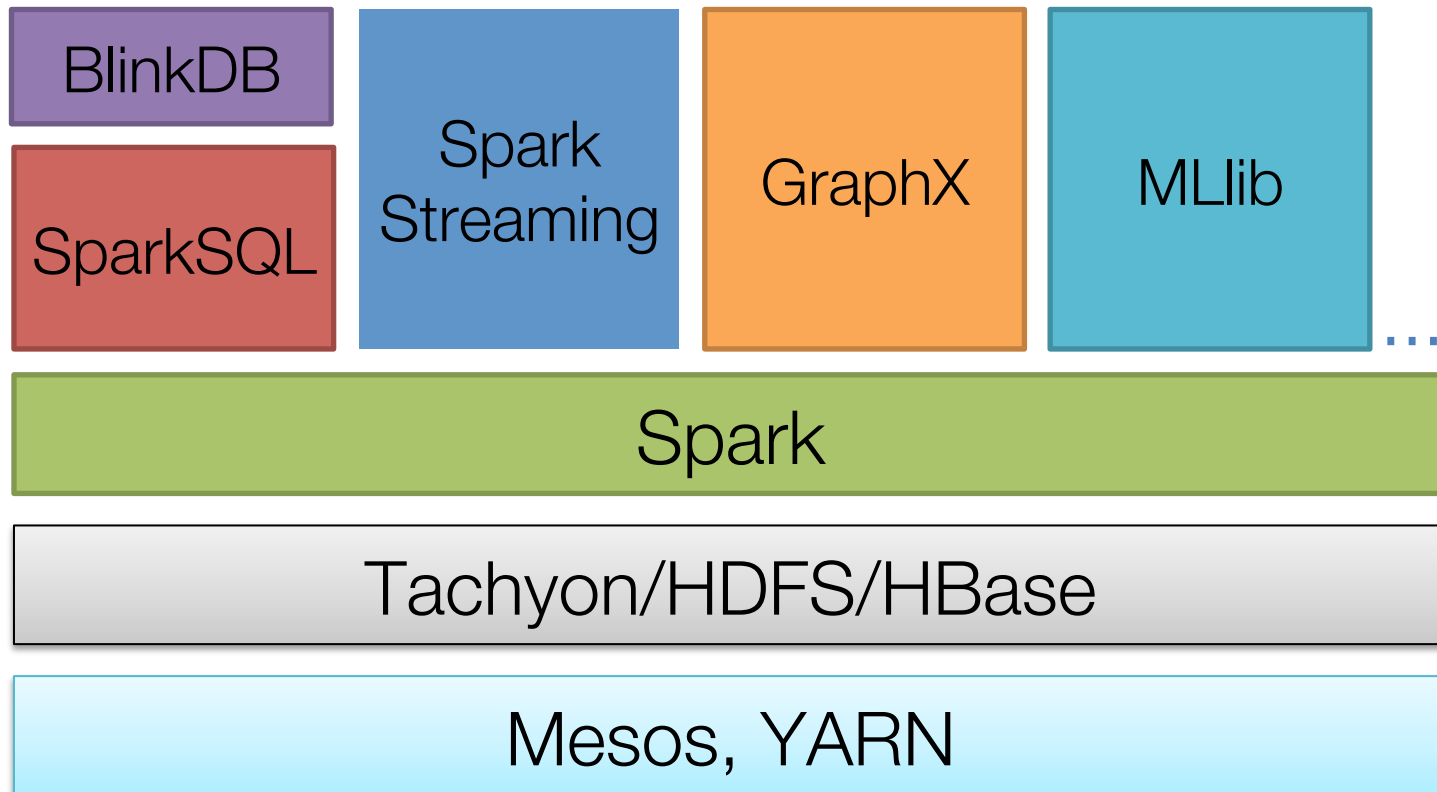 BlinkDB
SparkSQL
Spark
Streaming
GraphX
MLlib
...
Spark
Tachyon/HDFS/HBase
Mesos, YARN